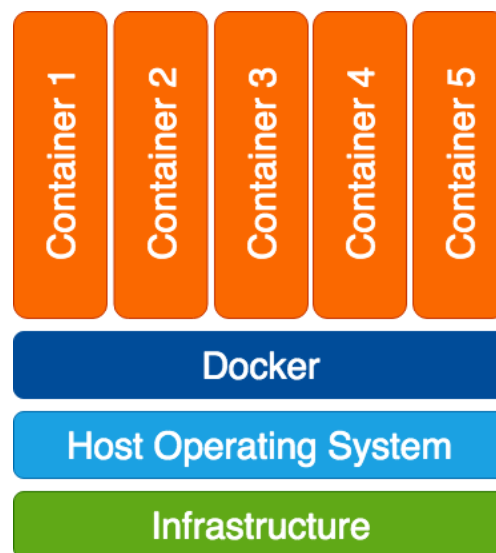 Container 1
Container 2
Container 3
Container 4
Container 5
Docker
Host Operating System
Infrastructure